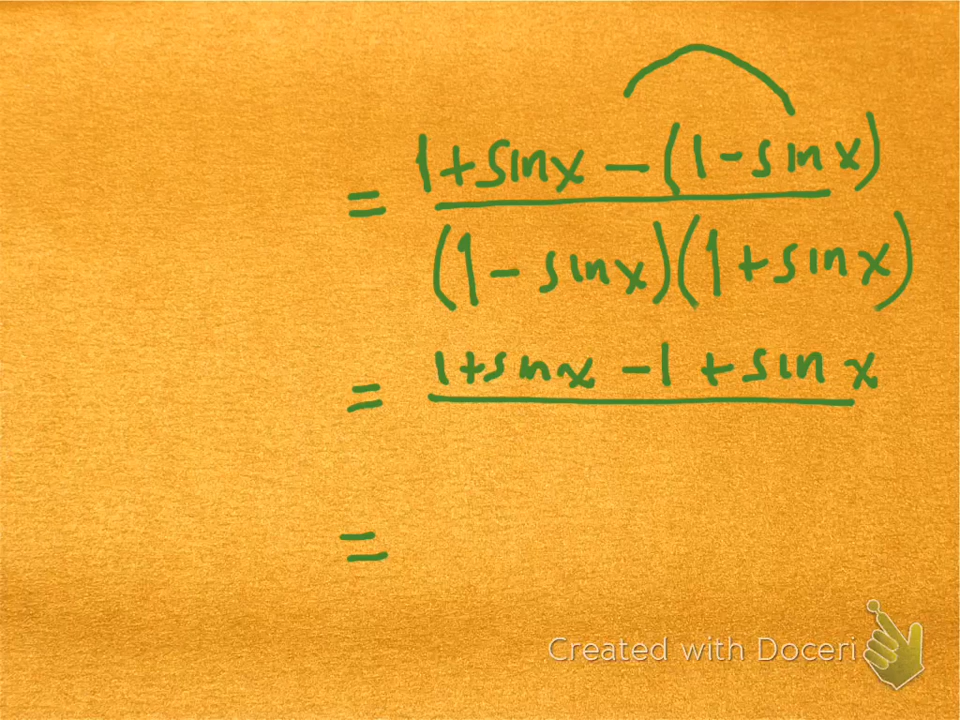 = 1+sinx - (1-sinx)
(1-sinx)(1+sinx)
= 1+sinx -1 + sinx
=
Created with Doceri